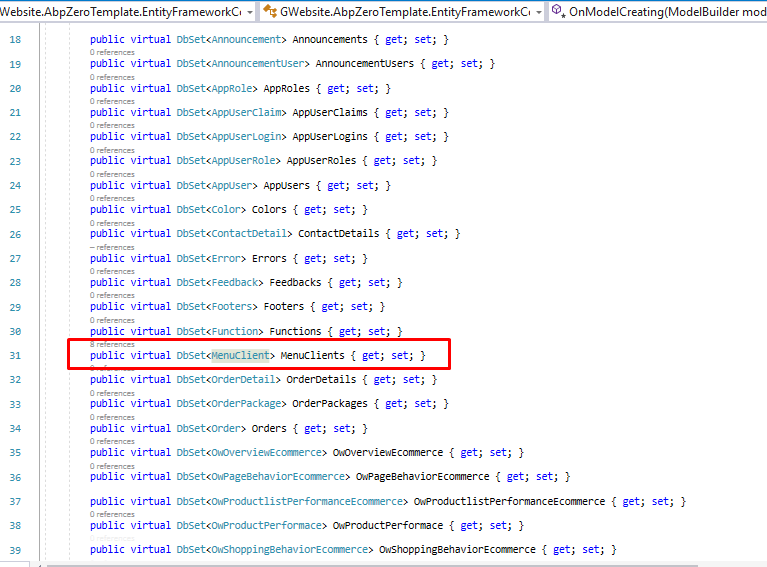 Website.AbpZeroTemplate.EntityFrameworkCo GWebsite.AbpZeroTemplate.EntityFrameworkCo OnModelCreating(ModelBuilder mod
18 public virtual DbSet<Announcement> Announcements { get; set; }
0 references
19 public virtual DbSet<AnnouncementUser> AnnouncementUsers { get; set; }
0 references
20 public virtual DbSet<AppRole> AppRoles { get; set; }
0 references
21 public virtual DbSet<AppUserClaim> AppUserClaims { get; set; }
0 references
22 public virtual DbSet<AppUserLogin> AppUserLogins { get; set; }
0 references
23 public virtual DbSet<AppUserRole> AppUserRoles { get; set; }
0 references
24 public virtual DbSet<AppUser> AppUsers { get; set; }
0 references
25 public virtual DbSet<Color> Colors { get; set; }
0 references
26 public virtual DbSet<ContactDetail> ContactDetails { get; set; }
– references
27 public virtual DbSet<Error> Errors { get; set; }
0 references
28 public virtual DbSet<Feedback> Feedbacks { get; set; }
0 references
29 public virtual DbSet<Footers> Footers { get; set; }
0 references
30 public virtual DbSet<Function> Functions { get; set; }
8 references
31 public virtual DbSet<MenuClient> MenuClients { get; set; }
32 public virtual DbSet<OrderDetail> OrderDetails { get; set; }
0 references
33 public virtual DbSet<OrderPackage> OrderPackages { get; set; }
0 references
34 public virtual DbSet<Order> Orders { get; set; }
0 references
35 public virtual DbSet<OwOverviewEcommerce> OwOverviewEcommerce { get; set; }
0 references
36 public virtual DbSet<OwPageBehaviorEcommerce> OwPageBehaviorEcommerce { get; set; }
37 public virtual DbSet<OwProductlistPerformanceEcommerce> OwProductlistPerformanceEcommerce { get; set; }
0 references
38 public virtual DbSet<OwProductPerformace> OwProductPerformace { get; set; }
39 public virtual DbSet<OwShoppingBehaviorEcommerce> OwShoppingBehaviorEcommerce { get; set; }